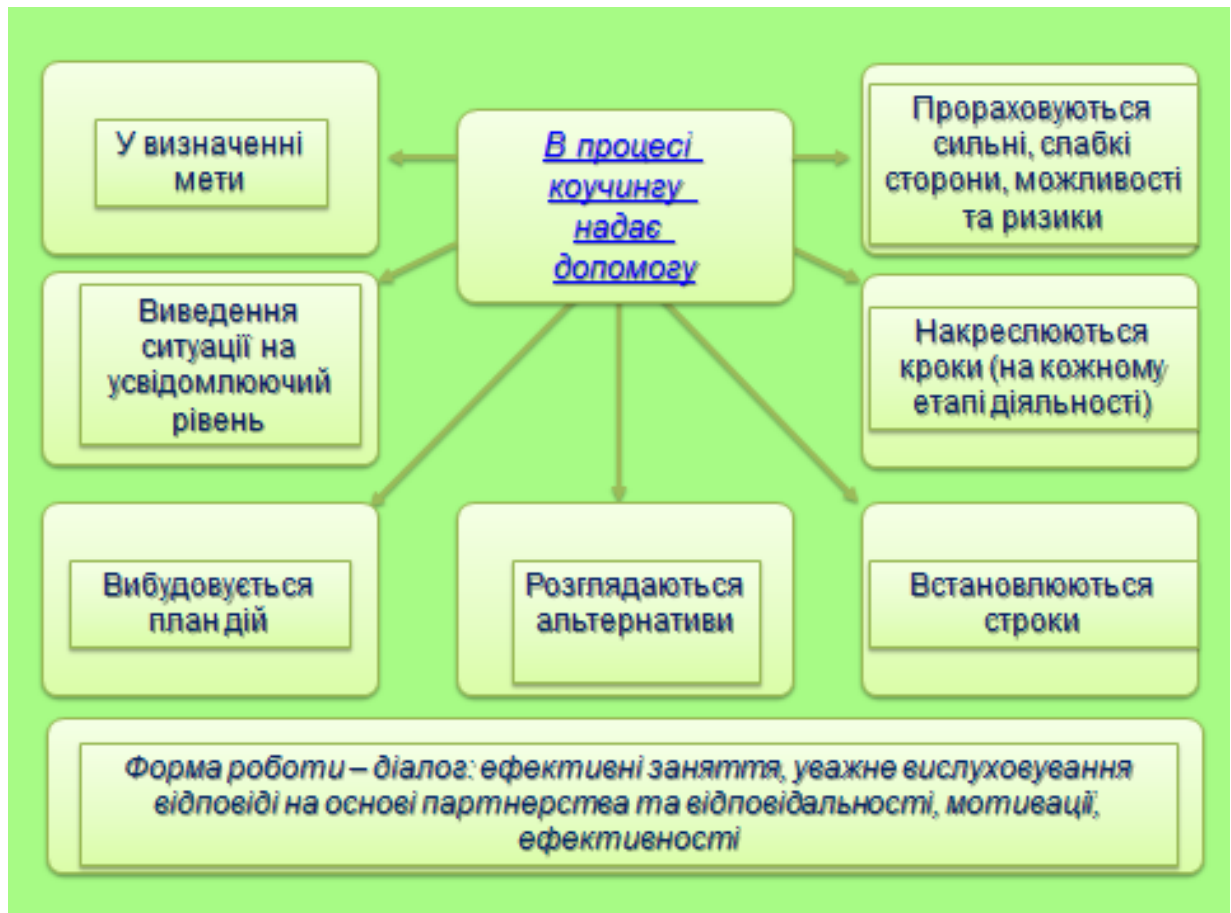 У визначенні
мети
В процесі
коучингу
надає
допомогу
Прораховуються
сильні, слабкі
сторони, можливості
та ризики
Виведення
ситуації на
усвідомлюючий
рівень
Накреслюються
кроки (на кожному
етапі діяльності)
Вибудовується
план дій
Розглядаються
альтернативи
Встановлюються
строки
Форма роботи – діалог: ефективні заняття, уважне вислуховування
відповіді на основі партнерства та відповідальності, мотивації,
ефективності